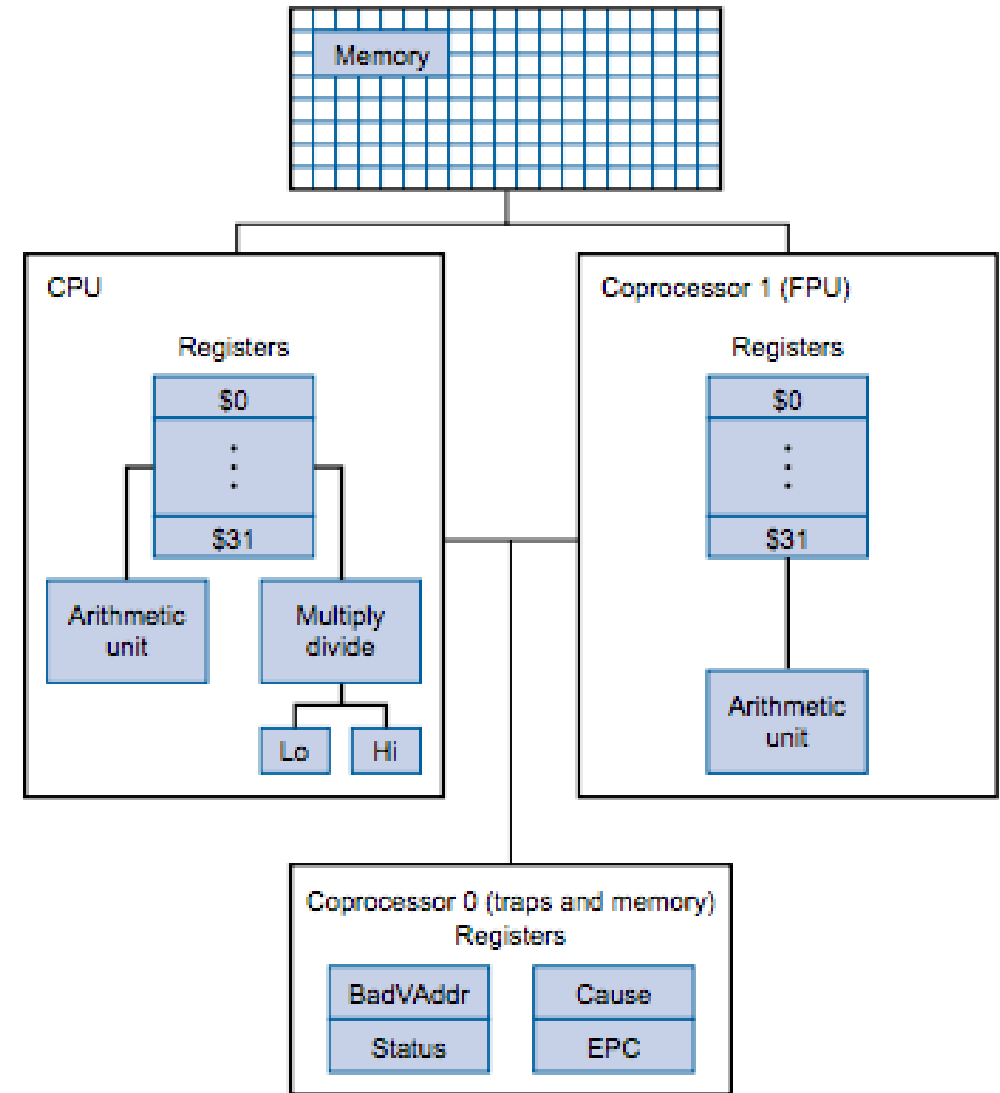 Memory
CPU
Registers
$0
$31
Arithmetic
unit
Multiply
divide
Lo
Hi
Coprocessor 1 (FPU)
Registers
$0
$31
Arithmetic
unit
Coprocessor 0 (traps and memory)
Registers
BadVAddr
Cause
Status
EPC